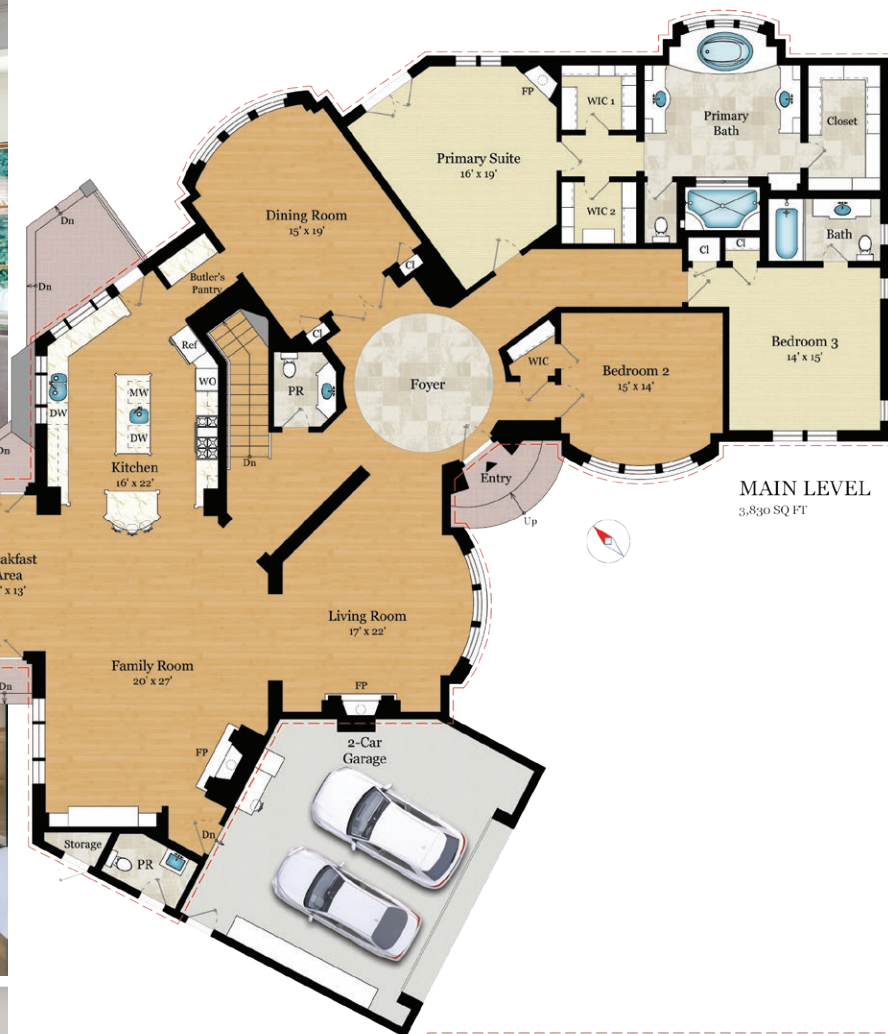 FP
WIC 1
Primary
Bath
Closet
Primary Suite
16' x 19'
WIC 2
Dining Room
15' x 19'
Dn
Cl
Cl
Bath
Cl
Butler's
Pantry
Dn
Cl
Ref
WIC
Bedroom 3
14' x 15'
Bedroom 2
15' x 14'
WO
MW
PR
Foyer
DW
DW
Kitchen
16' x 22'
Dn
Dn
Entry
Up
MAIN LEVEL
3,830 SQ FT
akfast
Area
' x 13'
Living Room
17' x 22'
Family Room
20' x 27'
Dn
FP
FP
2-Car
Garage
Dn
Storage
PR